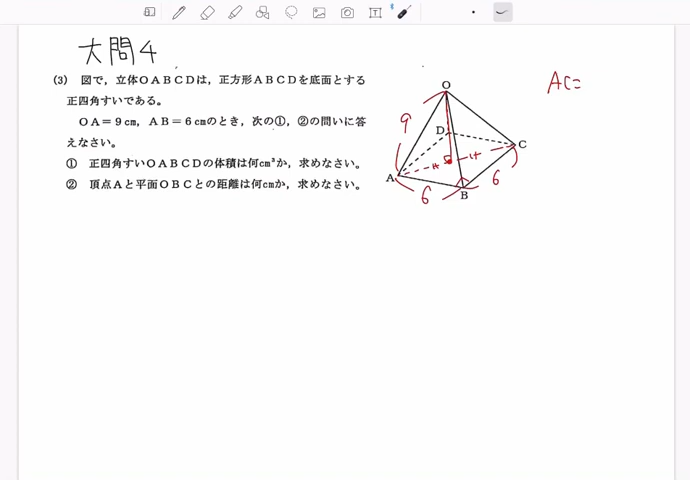 大問4
(3) 図で，立体ＯＡＢＣＤは，正方形ＡＢＣＤを底面とする
正四角すいである。
ＯＡ＝９cm，ＡＢ＝６cmのとき，次の①，②の問いに答
えなさい。
① 正四角すいＯＡＢＣＤの体積は何cm³か，求めなさい。
② 頂点Ａと平面ＯＢＣとの距離は何cmか，求めなさい。
O
9
D
C
A
6
B
6
AC=